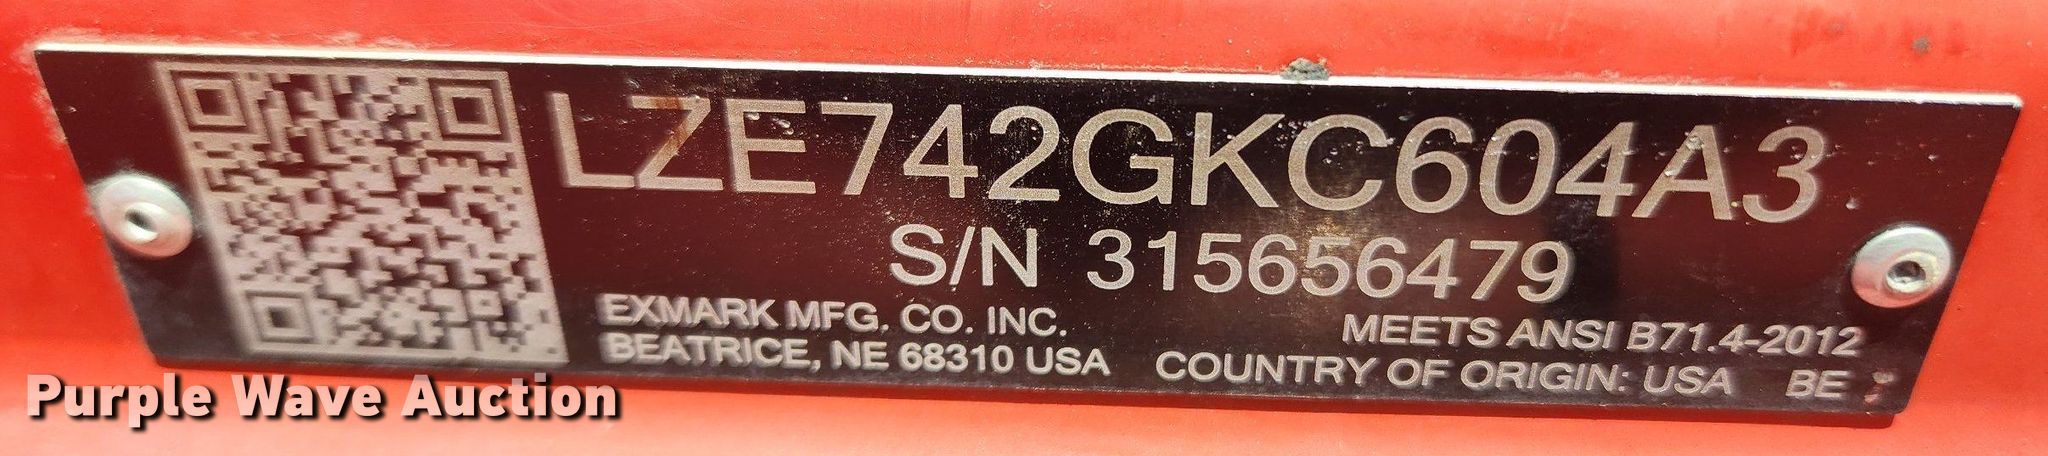 LZE742GKC604A3
S/N 315656479
EXMARK MFG. CO. INC.
BEATRICE, NE 68310 USA
MEETS ANSI B71.4-2012
COUNTRY OF ORIGIN: USA BE
Purple Wave Auction